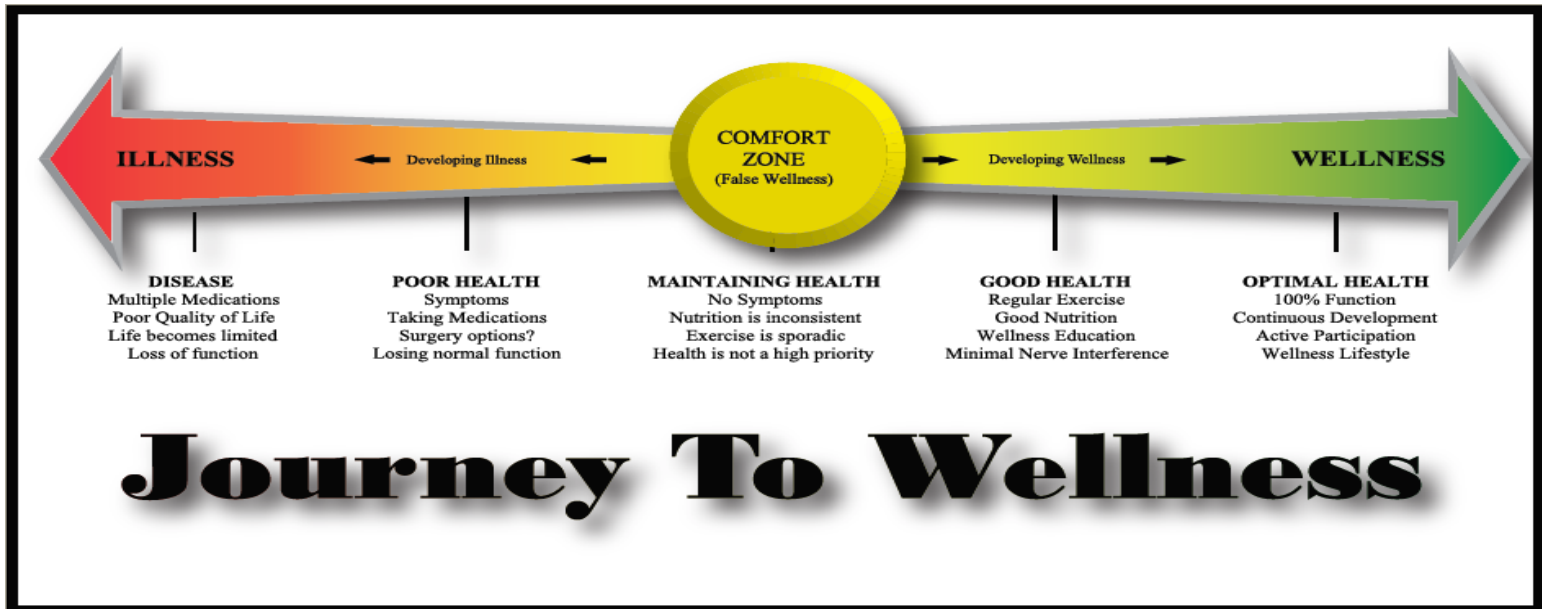 COMFORT
ZONE
(False Wellness)
ILLNESS
Developing Illness
Developing Wellness
WELLNESS
DISEASE
Multiple Medications
Poor Quality of Life
Life becomes limited
Loss of function
POOR HEALTH
Symptoms
Taking Medications
Surgery options?
Losing normal function
MAINTAINING HEALTH
No Symptoms
Nutrition is inconsistent
Exercise is sporadic
Health is not a high priority
GOOD HEALTH
Regular Exercise
Good Nutrition
Wellness Education
Minimal Nerve Interference
OPTIMAL HEALTH
100% Function
Continuous Development
Active Participation
Wellness Lifestyle
Journey To Wellness